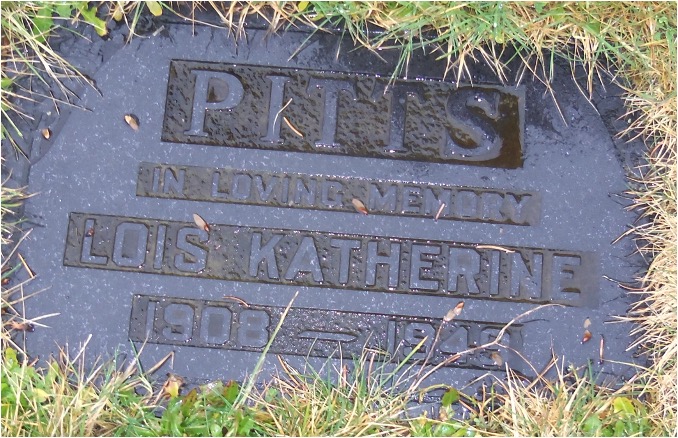 PITTS
IN LOVING MEMORY
LOIS KATHERINE
1908 —